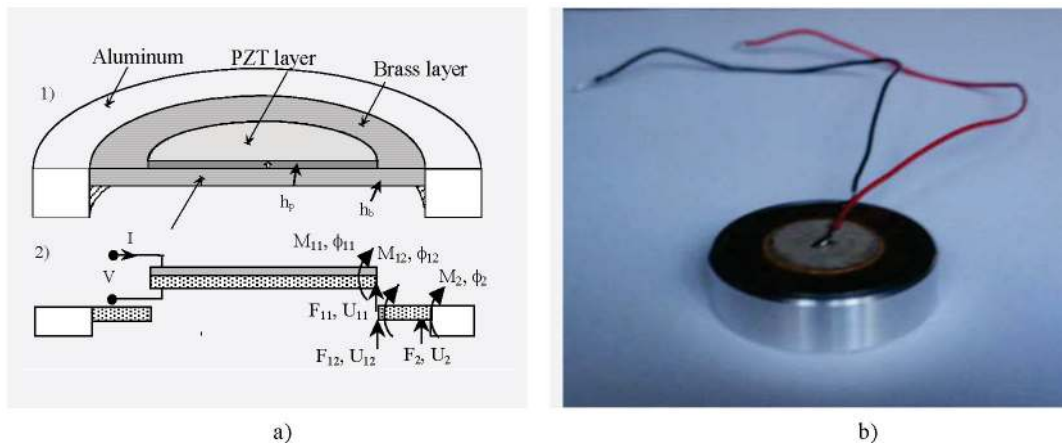 Aluminum
PZT layer
Brass layer
1)
hₚ
h_b
2)
I
V
M₁₁, ϕ₁₁
M₁₂, ϕ₁₂
M₂, ϕ₂
F₁₁, U₁₁
F₁₂, U₁₂
F₂, U₂
a)
b)